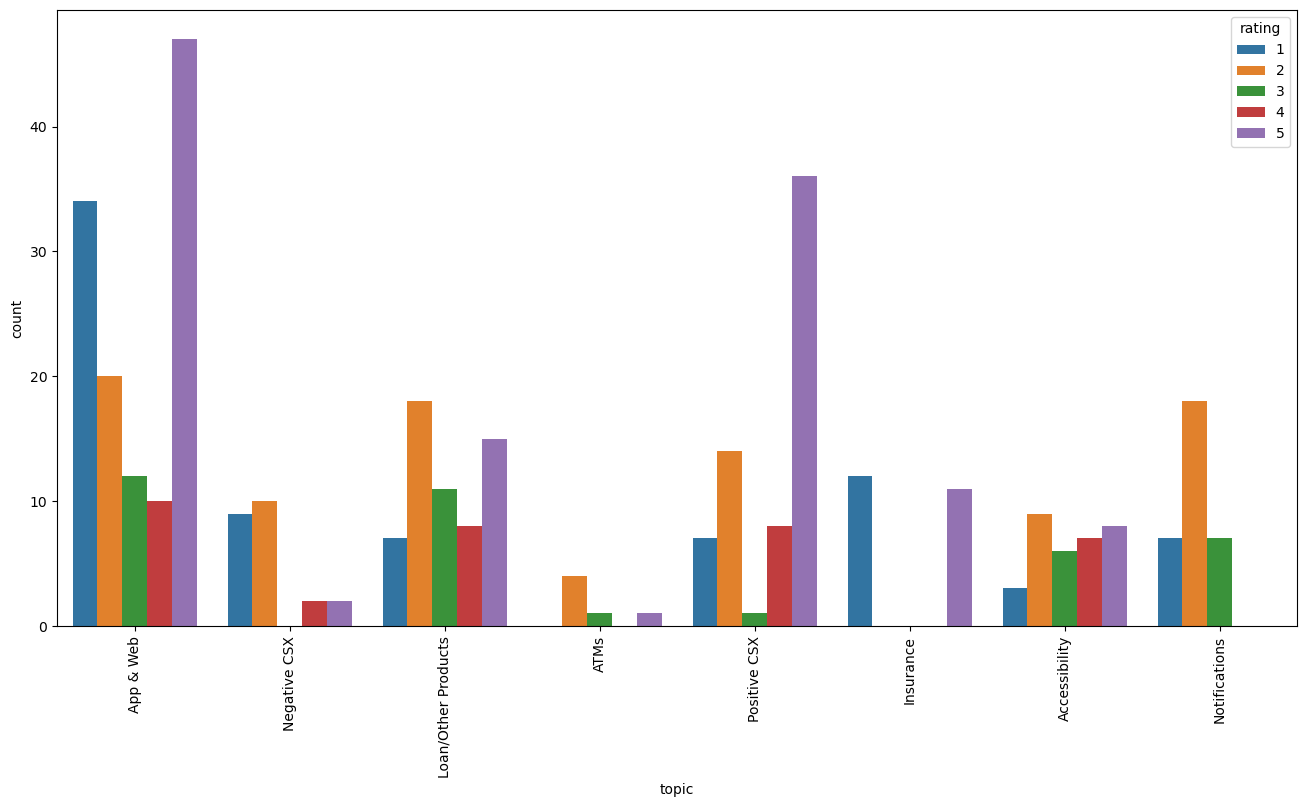 rating
1
2
3
4
5
count
40
30
20
10
0
App & Web
Negative CSX
Loan/Other Products
ATMs
Positive CSX
Insurance
Accessibility
Notifications
topic